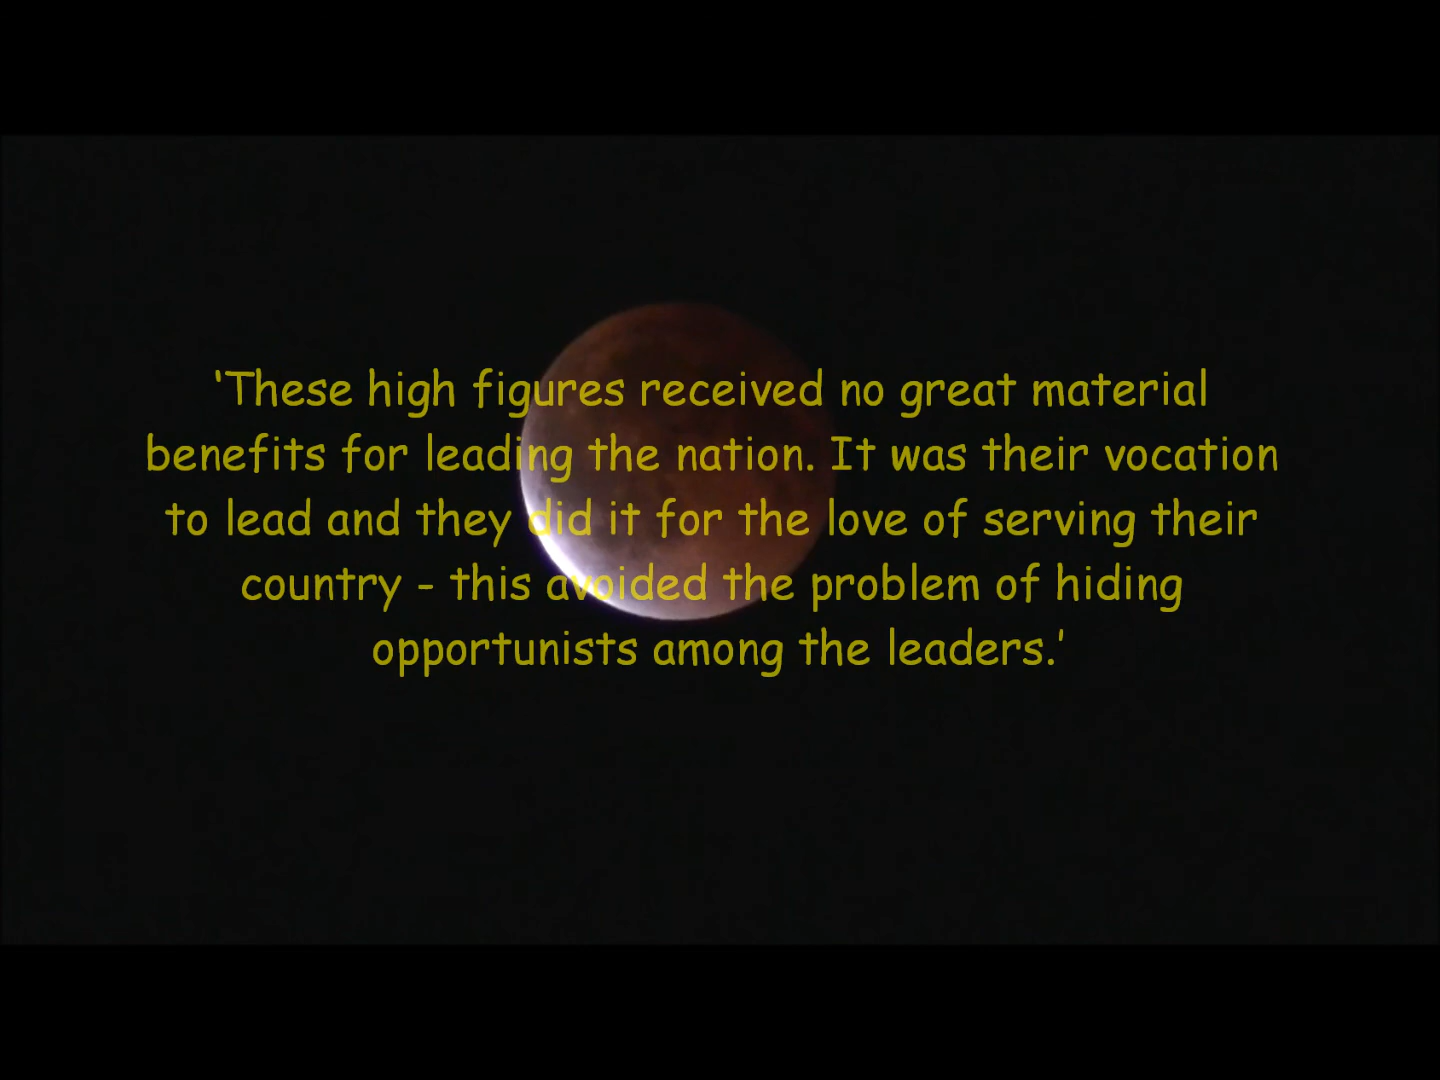 ‘These high figures received no great material
benefits for leading the nation. It was their vocation
to lead and they did it for the love of serving their
country - this avoided the problem of hiding
opportunists among the leaders.’